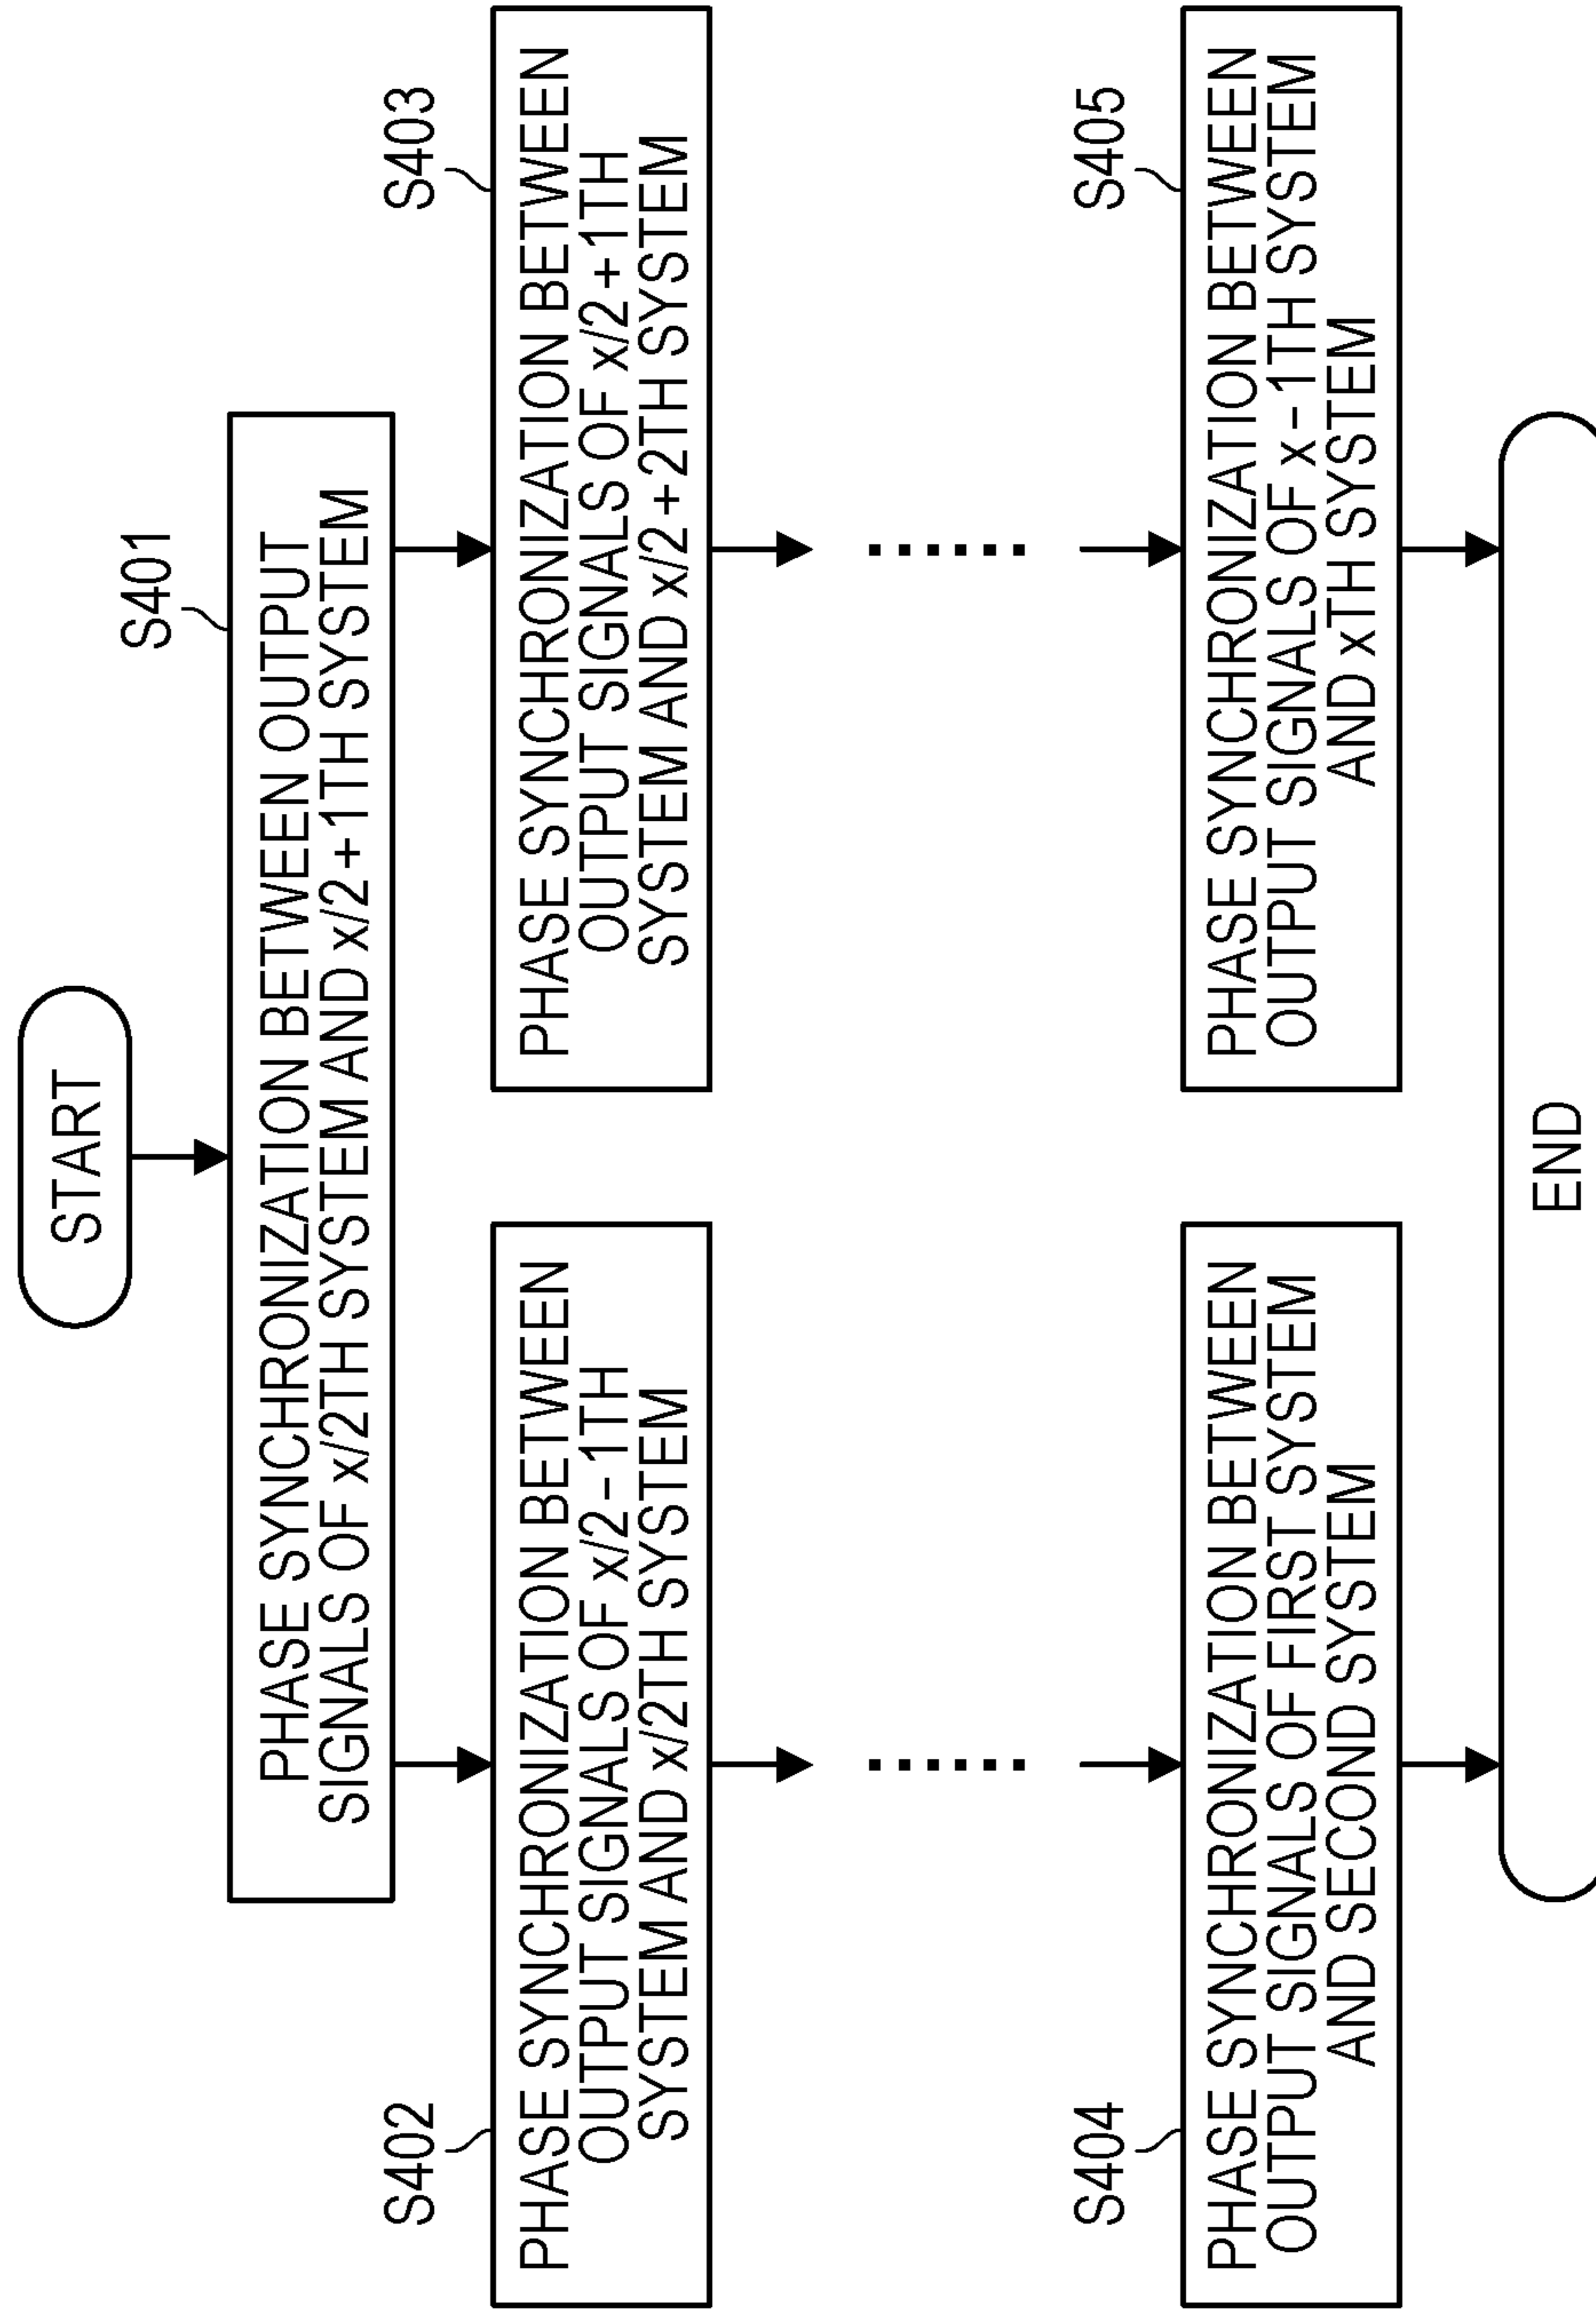 START
S401
PHASE SYNCHRONIZATION BETWEEN OUTPUT
SIGNALS OF x/2TH SYSTEM AND x/2+1TH SYSTEM
S402
PHASE SYNCHRONIZATION BETWEEN
OUTPUT SIGNALS OF x/2-1TH
SYSTEM AND x/2TH SYSTEM
S403
PHASE SYNCHRONIZATION BETWEEN
OUTPUT SIGNALS OF x/2+1TH
SYSTEM AND x/2+2TH SYSTEM
S404
PHASE SYNCHRONIZATION BETWEEN
OUTPUT SIGNALS OF FIRST SYSTEM
AND SECOND SYSTEM
S405
PHASE SYNCHRONIZATION BETWEEN
OUTPUT SIGNALS OF x-1TH SYSTEM
AND xTH SYSTEM
END